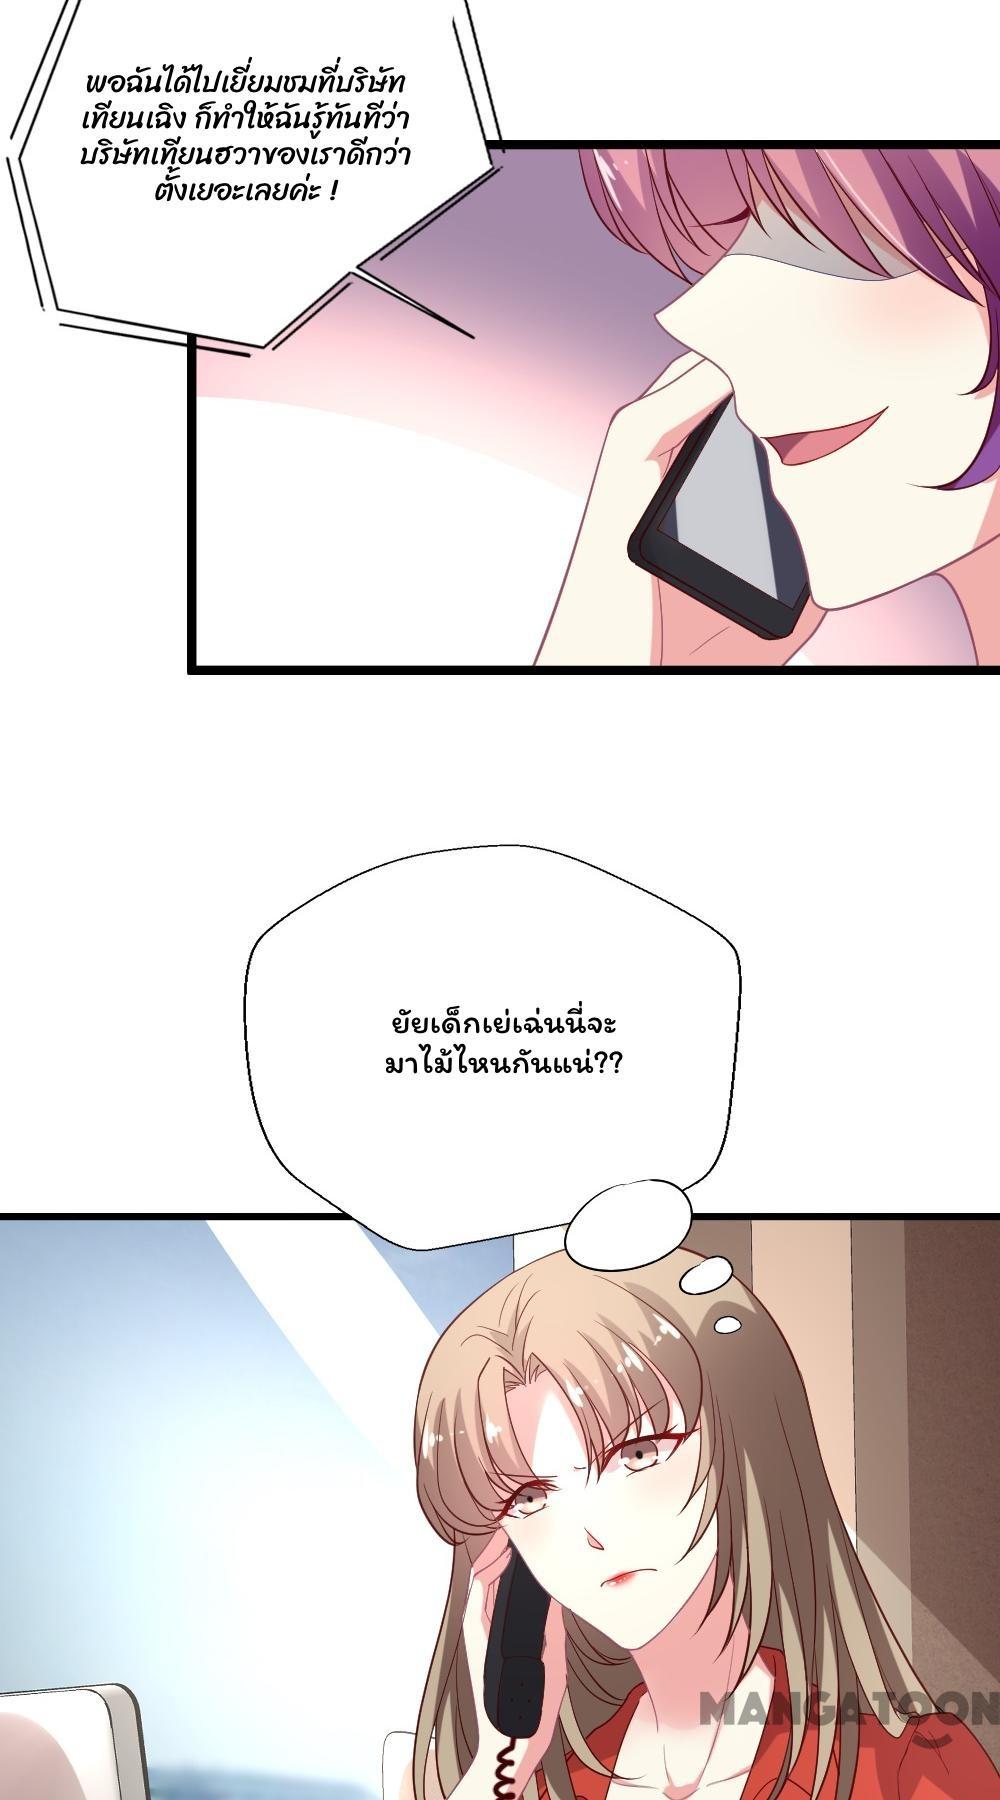 พอฉันได้ไปเยี่ยมชมที่บริษัท
เทียนเฉิง ก็ทำให้ฉันรู้ทันทีว่า
บริษัทเทียนฮวาของเราดีกว่า
ตั้งเยอะเลยค่ะ !
ยัยเด็กเย่เฉ่นนี่จะ
มาไม้ไหนกันแน่??
MANGATOON